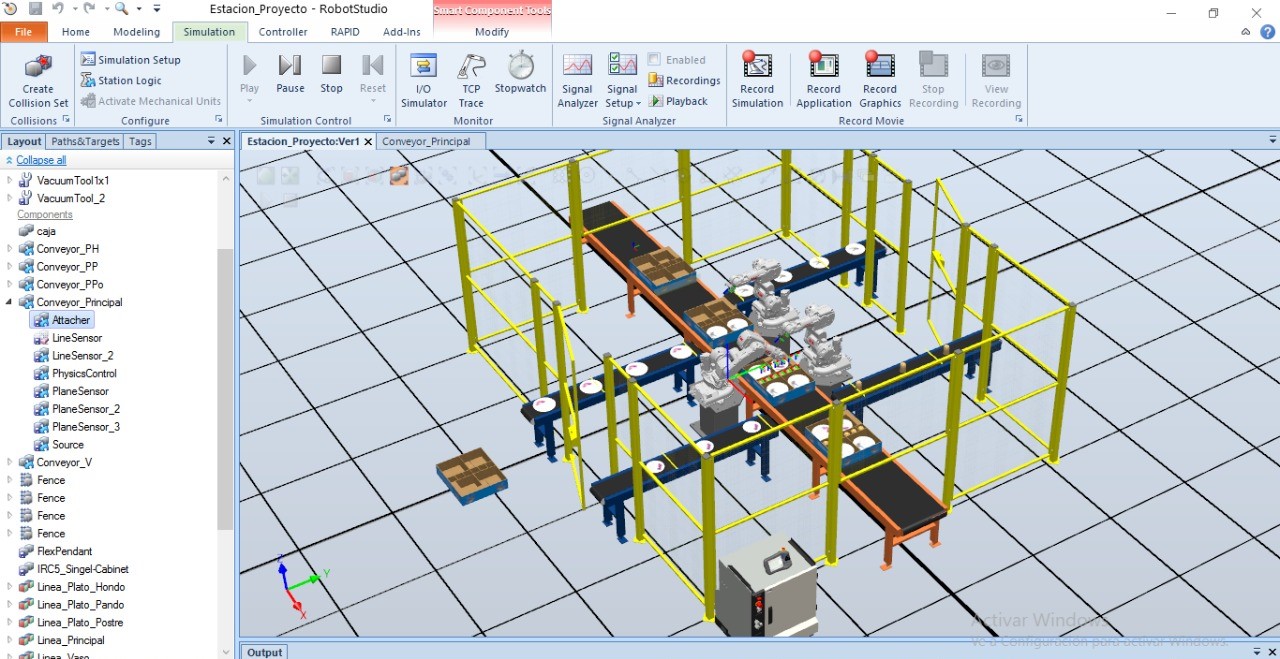 Estacion_Proyecto - RobotStudio
Smart Component Tools
File
Home
Modeling
Simulation
Controller
RAPID
Add-Ins
Modify
Create
Collision Set
Collisions
Simulation Setup
Station Logic
Activate Mechanical Units
Configure
Play
Pause
Stop
Reset
Simulation Control
I/O
Simulator
TCP
Trace
Stopwatch
Monitor
Signal
Analyzer
Signal
Setup
Enabled
Recordings
Playback
Signal Analyzer
Record
Simulation
Record
Application
Record
Graphics
Stop
Recording
View
Recording
Record Movie
Layout
Paths&Targets
Tags
Estacion_Proyecto:Ver1
Conveyor_Principal
Collapse all
VacuumTool1x1
VacuumTool_2
Components
caja
Conveyor_PH
Conveyor_PP
Conveyor_PPo
Conveyor_Principal
Attacher
LineSensor
LineSensor_2
PhysicsControl
PlaneSensor
PlaneSensor_2
PlaneSensor_3
Source
Conveyor_V
Fence
Fence
Fence
Fence
FlexPendant
IRC5_Singel-Cabinet
Linea_Plato_Hondo
Linea_Plato_Pando
Linea_Plato_Postre
Linea_Principal
Linea_Vaso
Z
Y
X
Activar Windows
Ve a Configuración para activar Windows.
Output